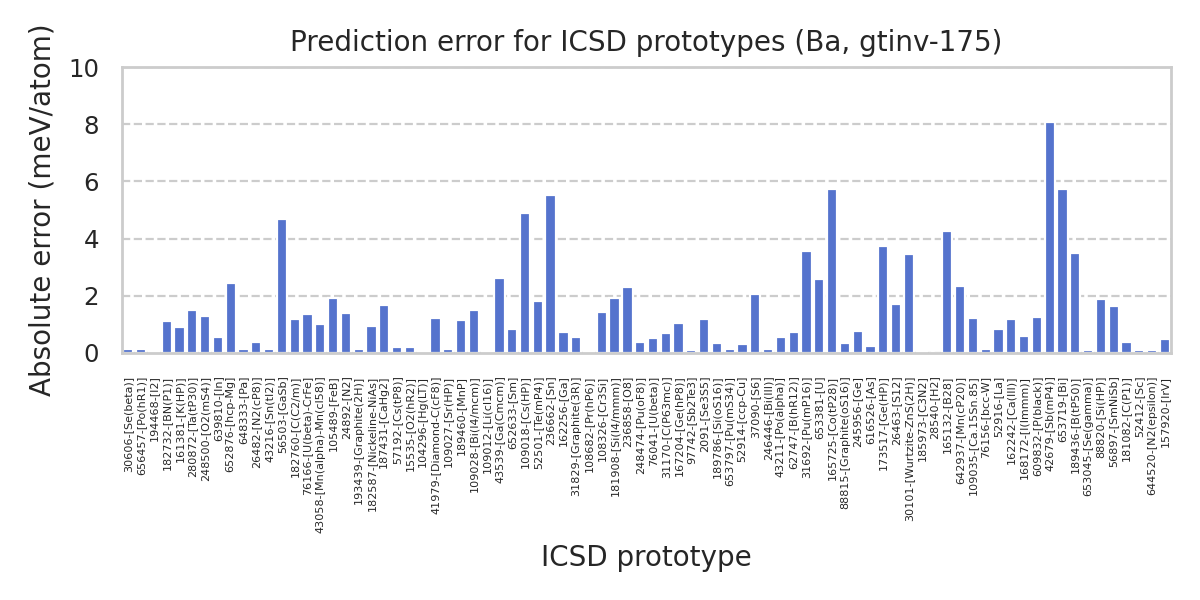 Prediction error for ICSD prototypes (Ba, gtinv-175)
Absolute error (meV/atom)
10
8
6
4
2
0
30606-[Se(beta)]
656457-[Po(hR1)]
194468-[I2]
182732-[BN(P1)]
161381-[K(HP)]
280872-[Ta(tP30)]
248500-[O2(mS4)]
639810-[In]
652876-[hcp-Mg]
648333-[Pa]
26482-[N2(cP8)]
43216-[Sn(tI2)]
56503-[GaSb]
182760-[C(C2/m)]
76166-[U(beta)-CrFe]
43058-[Mn(alpha)-Mn(cI58)]
105489-[FeB]
24892-[N2]
193439-[Graphite(2H)]
182587-[Nickeline-NiAs]
187431-[CaHg2]
57192-[Cs(tP8)]
15535-[O2(hR2)]
104296-[Hg(LT)]
41979-[Diamond-C(cF8)]
109027-[Sr(HP)]
189460-[MnP]
109028-[Bi(I4/mcm)]
109012-[Li(cI16)]
43539-[Ga(Cmcm)]
652633-[Sm]
109018-[Cs(HP)]
52501-[Te(mP4)]
236662-[Sn]
162256-[Ga]
31829-[Graphite(3R)]
108682-[Pr(hP6)]
108326-[Cr3Si]
181908-[Si(I4/mmm)]
236858-[O8]
248474-[Pu(oF8)]
76041-[U(beta)]
31170-[C(P63mc)]
167204-[Ge(hP8)]
97742-[Sb2Te3]
2091-[Se3S5]
189786-[Si(oS16)]
653797-[Pu(mS34)]
52914-[ccp-Cu]
37090-[S6]
246446-[Bi(III)]
43211-[Po(alpha)]
62747-[B(hR12)]
31692-[Pu(mP16)]
653381-[U]
165725-[Co(tP28)]
88815-[Graphite(oS16)]
245956-[Ge]
616526-[As]
173517-[Ge(HP)]
26463-[S12]
30101-[Wurtzite-ZnS(2H)]
185973-[C3N2]
28540-[H2]
165132-[B28]
642937-[Mn(cP20)]
109035-[Ca.15Sn.85]
76156-[bcc-W]
52916-[La]
162242-[Ca(III)]
168172-[I(Immm)]
609832-[P(black)]
42679-[Sb(mP4)]
653719-[Bi]
189436-[B(tP50)]
653045-[Se(gamma)]
88820-[Si(HP)]
56897-[SmNiSb]
181082-[C(P1)]
52412-[Sc]
644520-[N2(epsilon)]
157920-[IrV]
ICSD prototype